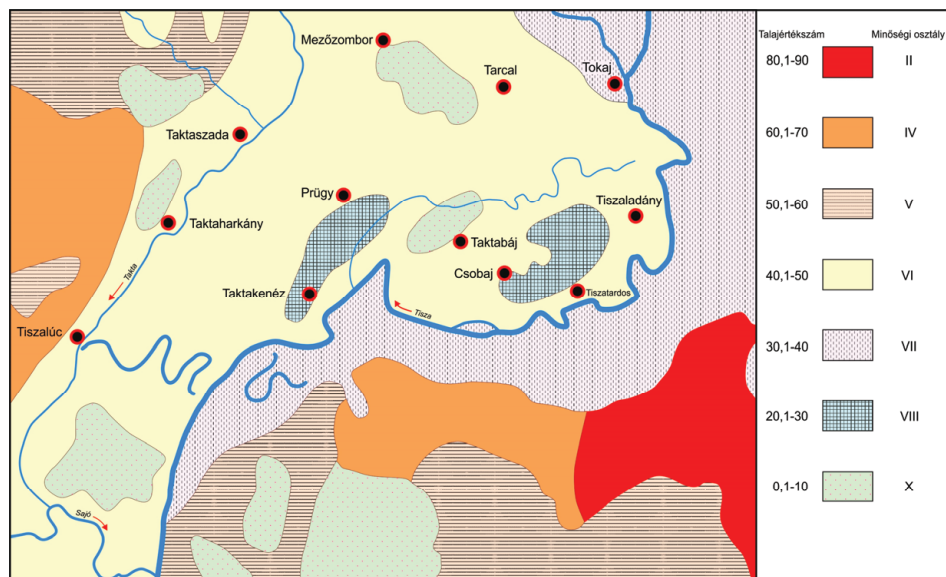 Mezőzombor
Tarcal
Tokaj
Taktaszada
Prügy
Taktaharkány
Tiszaladány
Taktabáj
Csobaj
Tiszatardos
Taktakenéz
Takta
Tisza
Tiszalúc
Sajó
Talajértékszám Minőségi osztály
80,1-90 II
60,1-70 IV
50,1-60 V
40,1-50 VI
30,1-40 VII
20,1-30 VIII
0,1-10 X